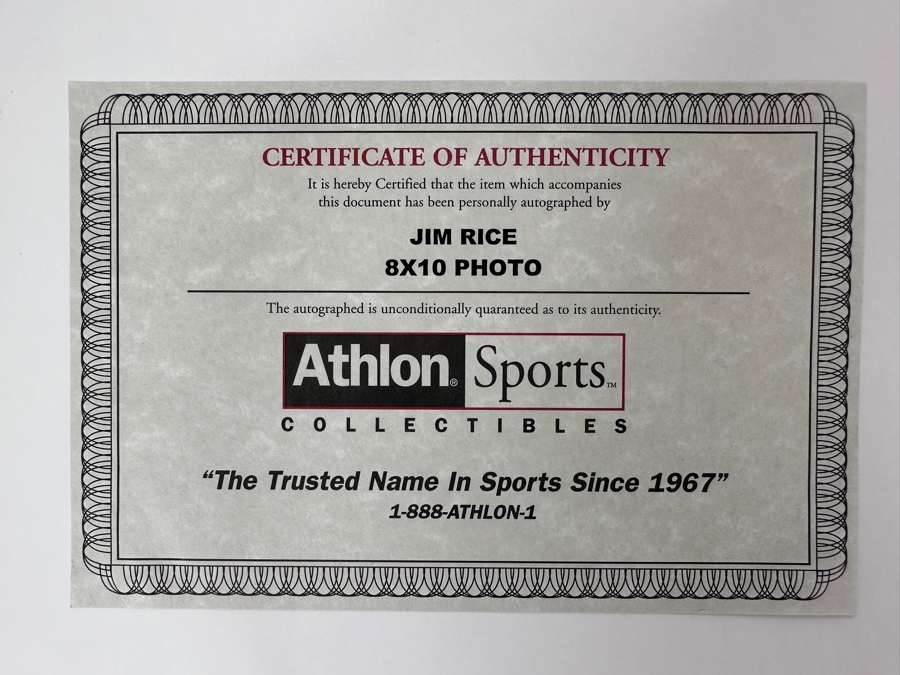 CERTIFICATE OF AUTHENTICITY
It is hereby Certified that the item which accompanies
this document has been personally autographed by
JIM RICE
8X10 PHOTO
The autographed is unconditionally quaranteed as to its authenticity.
Athlon® Sports™
COLLECTIBLES
“The Trusted Name In Sports Since 1967”
1-888-ATHLON-1